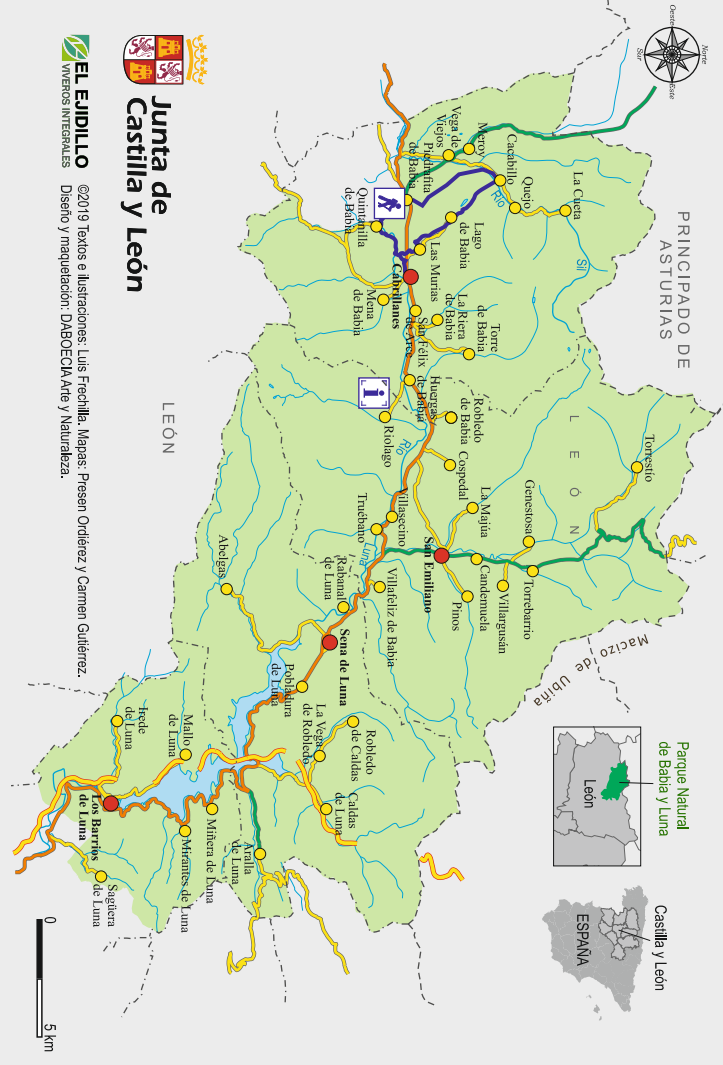 Norte
Oeste
Este
Sur
PRINCIPADO DE
ASTURIAS
La Cueta
Quejo
Cacabillo
Meroy
Vega de
Viejos
Piedrafita
de Babia
Quintanilla
de Babia
Río
Sil
Lago
de Babia
Las Murias
Cabrillanes
Mena
de Babia
La Riera
de Babia
Torre
de Babia
San Félix
de Arce
Huergas
de Babia
i
Riolago
Río
Robledo
de Babia
Cospedal
La Majúa
Genestosa
Torrestío
LEÓN
Torrebarrio
Villargusán
Candemuela
Pinos
San Emiliano
Villasecino
Truébano
Luna
Villafeliz de Babia
Rabanal
de Luna
Abelgas
Sena de Luna
Pobladura
de Luna
La Vega
de Robledo
Robledo
de Caldas
Caldas
de Luna
Aralla
de Luna
Mallo
de Luna
Irede
de Luna
Miñera de Luna
Mirantes de Luna
Los Barrios
de Luna
Sagüera
de Luna
LEÓN
Macizo de Ubiña
Parque Natural
de Babia y Luna
León
Castilla y León
ESPAÑA
0
5 km
Junta de
Castilla y León
EL EJIDILLO
VIVEROS INTEGRALES
©2019 Textos e ilustraciones: Luis Frechilla. Mapas: Presen Ordiérez y Carmen Gutiérrez.
Diseño y maquetación: DABOECIA Arte y Naturaleza.